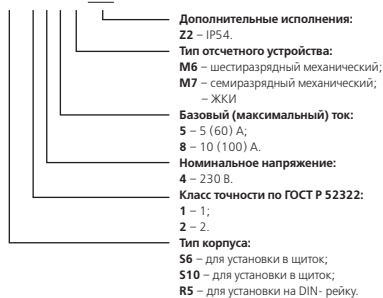 Дополнительные исполнения:
Z2 – IP54.
Тип отсчетного устройства:
М6 – шестиразрядный механический;
М7 – семиразрядный механический;
– ЖКИ
Базовый (максимальный) ток:
5 – 5 (60) А;
8 – 10 (100) А.
Номинальное напряжение:
4 – 230 В.
Класс точности по ГОСТ Р 52322:
1 – 1;
2 – 2.
Тип корпуса:
S6 – для установки в щиток;
S10 – для установки в щиток;
R5 – для установки на DIN- рейку.